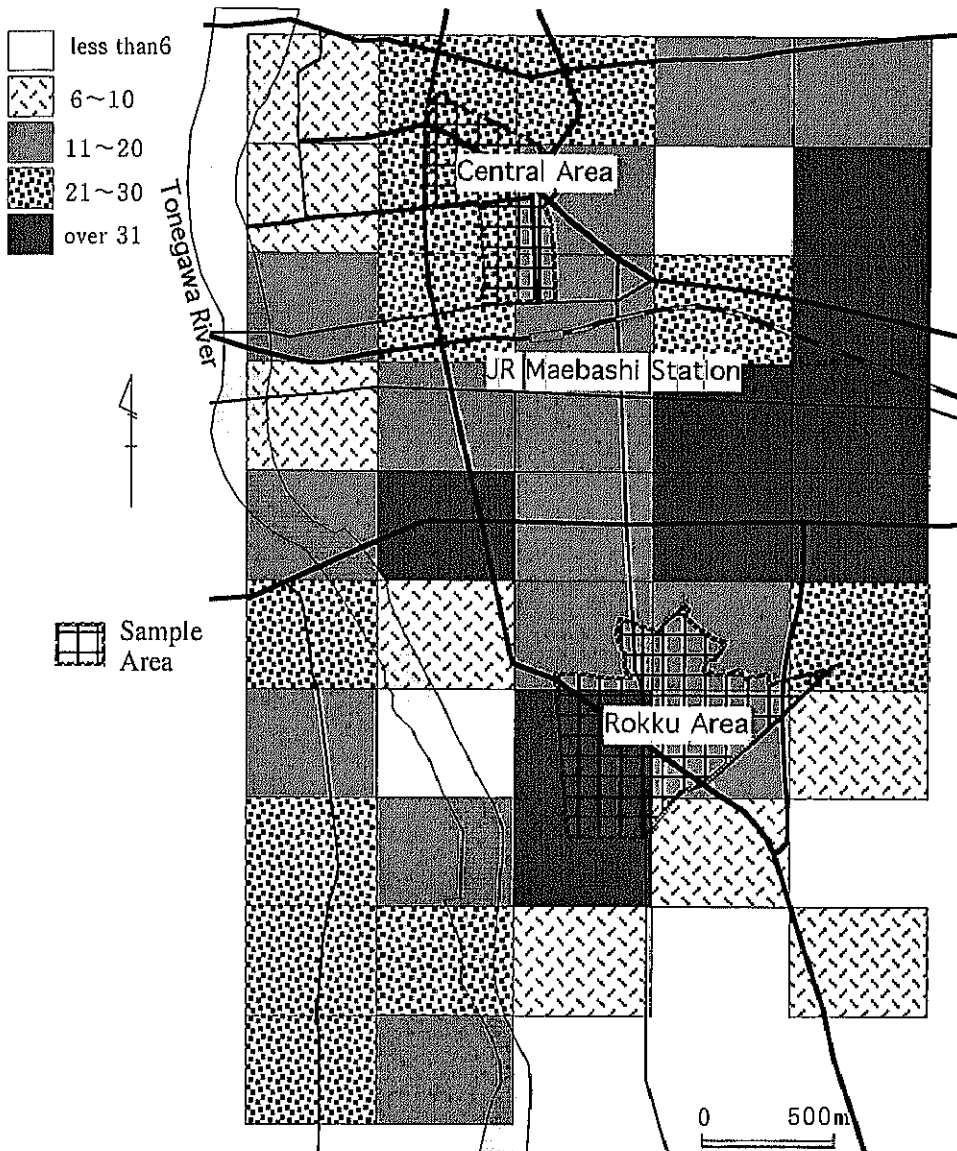 less than6
6~10
11~20
21~30
over 31
Tonegawa River
Central Area
JR Maebashi Station
Sample
Area
Rokku Area
0 500m